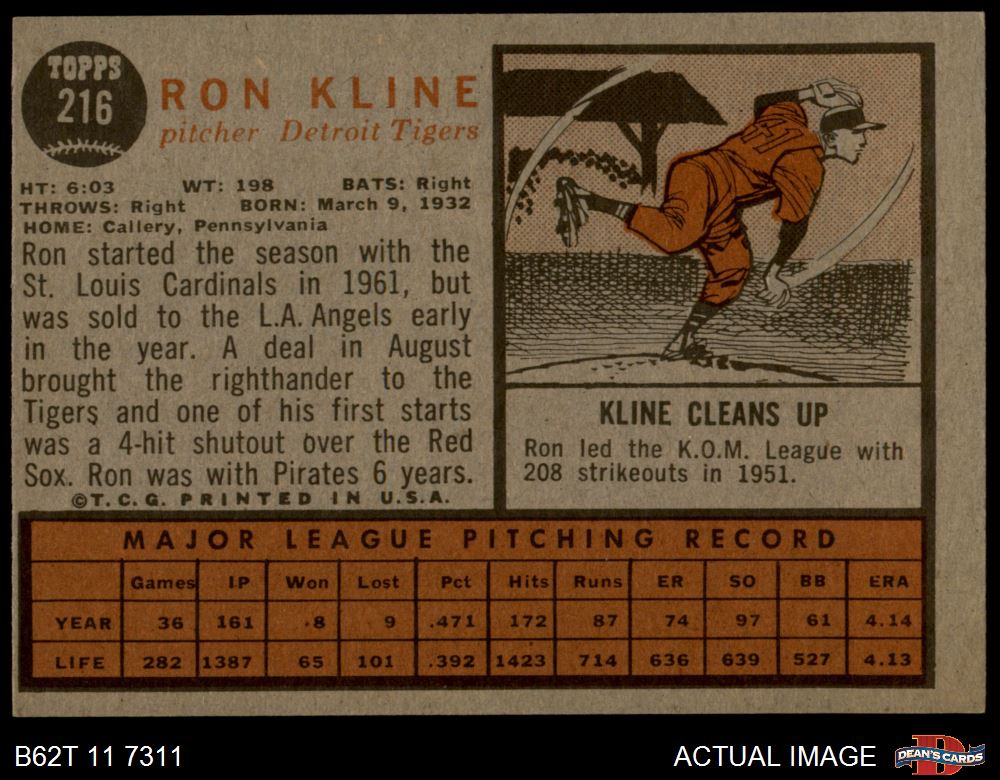 TOPPS
216
RON KLINE
pitcher Detroit Tigers
HT: 6:03 WT: 198 BATS: Right
THROWS: Right BORN: March 9, 1932
HOME: Callery, Pennsylvania
Ron started the season with the
St. Louis Cardinals in 1961, but
was sold to the L.A. Angels early
in the year. A deal in August
brought the righthander to the
Tigers and one of his first starts
was a 4-hit shutout over the Red
Sox. Ron was with Pirates 6 years.
©T.C.G. PRINTED IN U.S.A.
KLINE CLEANS UP
Ron led the K.O.M. League with
208 strikeouts in 1951.
MAJOR LEAGUE PITCHING RECORD
Games IP Won Lost Pct Hits Runs ER SO BB ERA
YEAR 36 161 8 9 .471 172 87 74 97 61 4.14
LIFE 282 1387 65 101 .392 1423 714 636 639 527 4.13
B62T 11 7311
ACTUAL IMAGE
D
DEAN'S CARDS